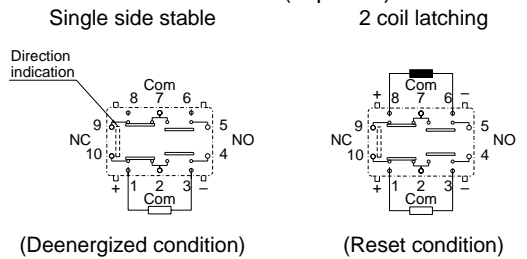 Single side stable
2 coil latching
Direction
indication
Com
8 7 6
9
5
NC
NO
10
4
+
1 2 3
–
Com
(Deenergized condition)
Com
+
8 7 6
–
9
5
NC
NO
10
4
+
1 2 3
–
Com
(Reset condition)